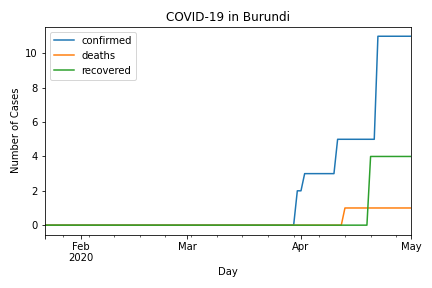 COVID-19 in Burundi
confirmed
deaths
recovered
Number of Cases
10
8
6
4
2
0
Feb Mar Apr May
2020
Day